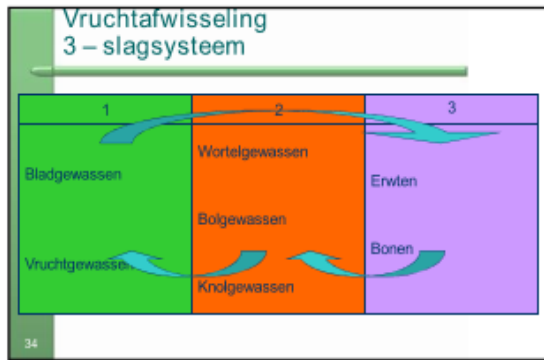 Vruchtafwisseling
3 – slagsysteem
1
2
3
Bladgewassen
Vruchtgewassen
Wortelgewassen
Bolgewassen
Knolgewassen
Erwten
Bonen
34